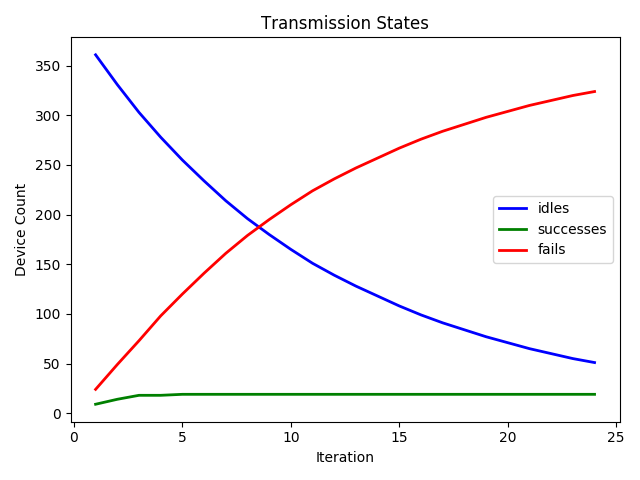 Transmission States
Device Count
350
300
250
200
150
100
50
0
idles
successes
fails
0 5 10 15 20 25
Iteration